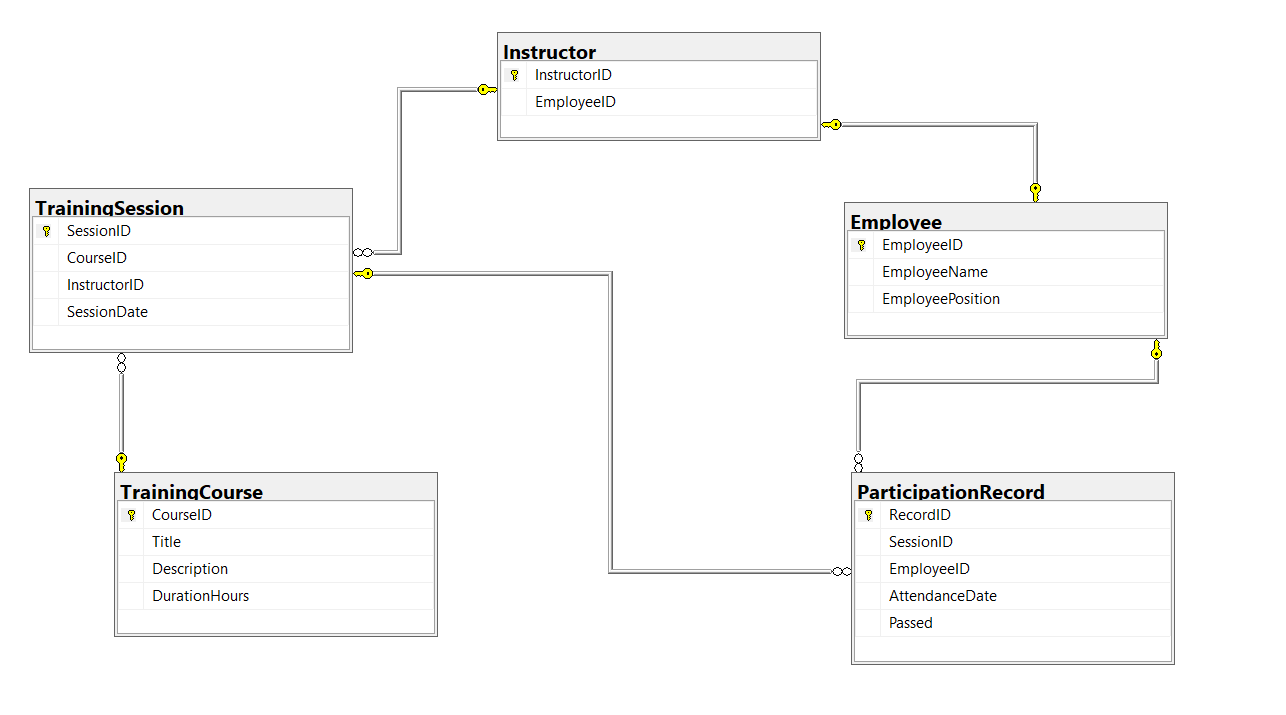 Instructor
InstructorID
EmployeeID
TrainingSession
SessionID
CourseID
InstructorID
SessionDate
Employee
EmployeeID
EmployeeName
EmployeePosition
TrainingCourse
CourseID
Title
Description
DurationHours
ParticipationRecord
RecordID
SessionID
EmployeeID
AttendanceDate
Passed